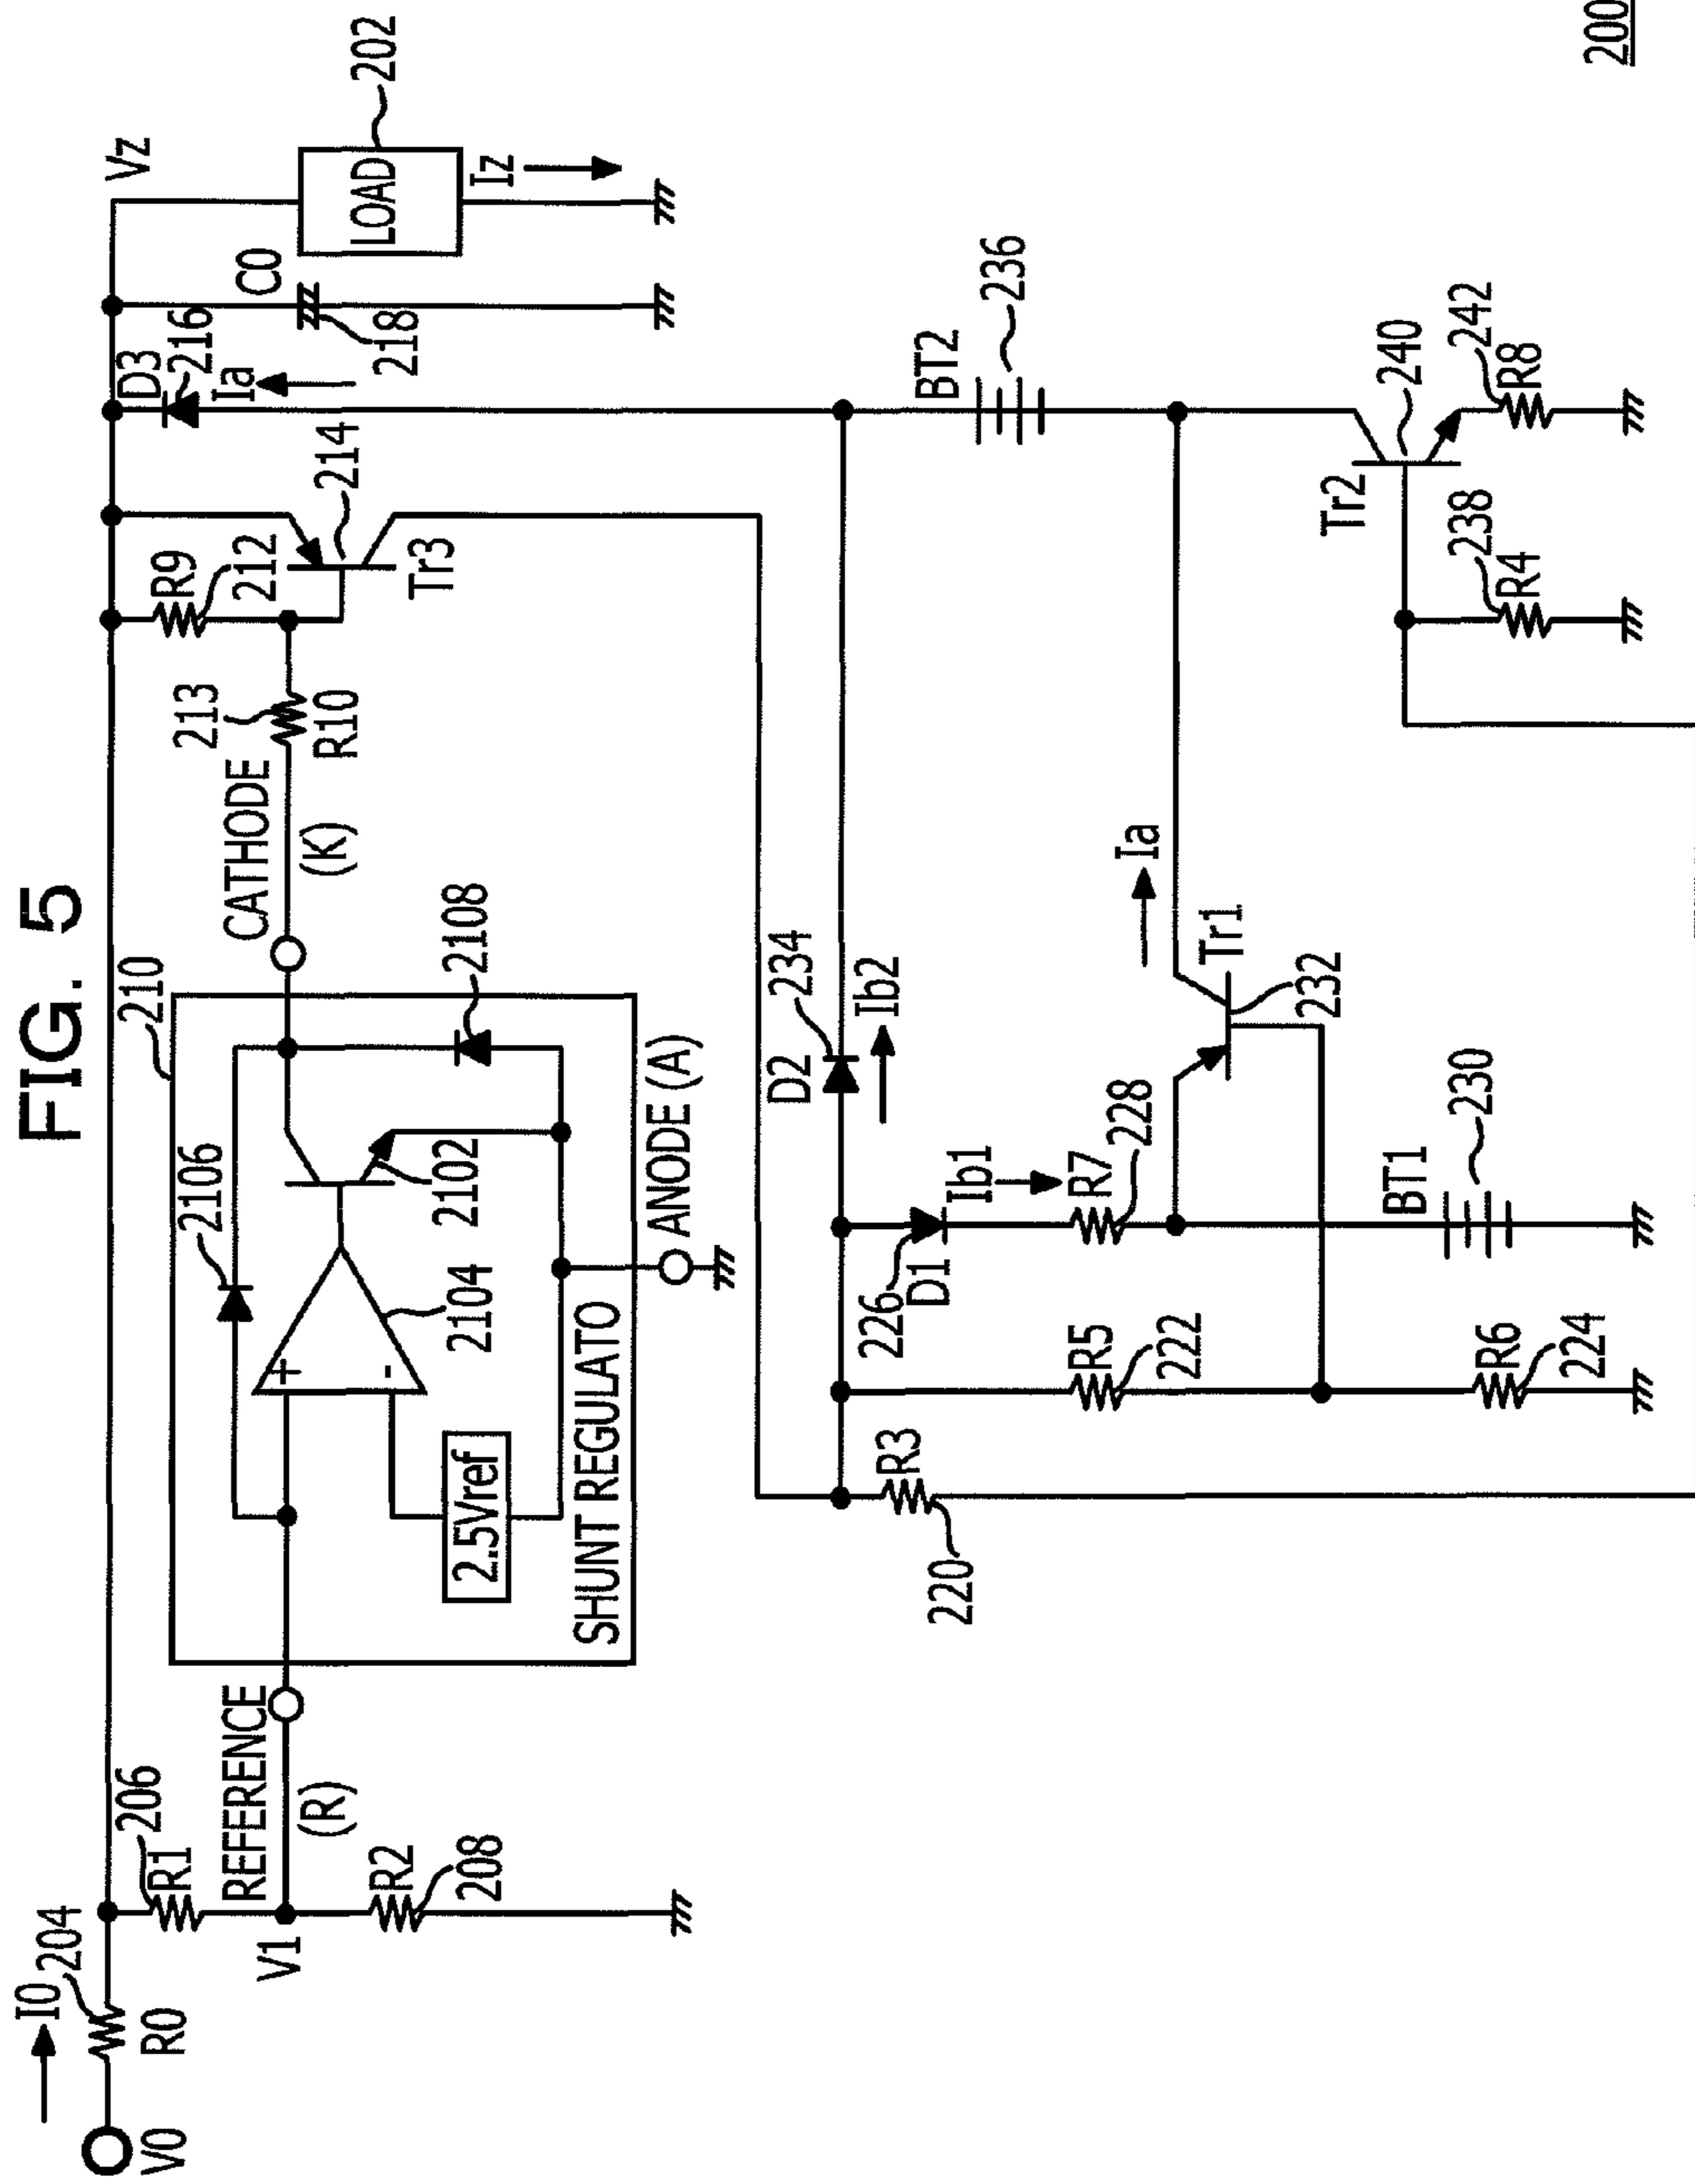 FIG. 5
I0
204
V0
R0
206
R1
V1
R2
208
REFERENCE
(R)
210
2106
+
-
2104
2102
2108
2.5Vref
SHUNT REGULATO
ANODE (A)
CATHODE
(K)
213
R10
R9
212
214
Tr3
D3
216
Ia
C0
218
Vz
LOAD
202
Iz
220
R3
R5
222
R6
224
226
D1
Ib1
R7
228
D2
234
Ib2
BT1
230
Tr1
232
Ia
BT2
236
Tr2
240
238
R4
242
R8
200